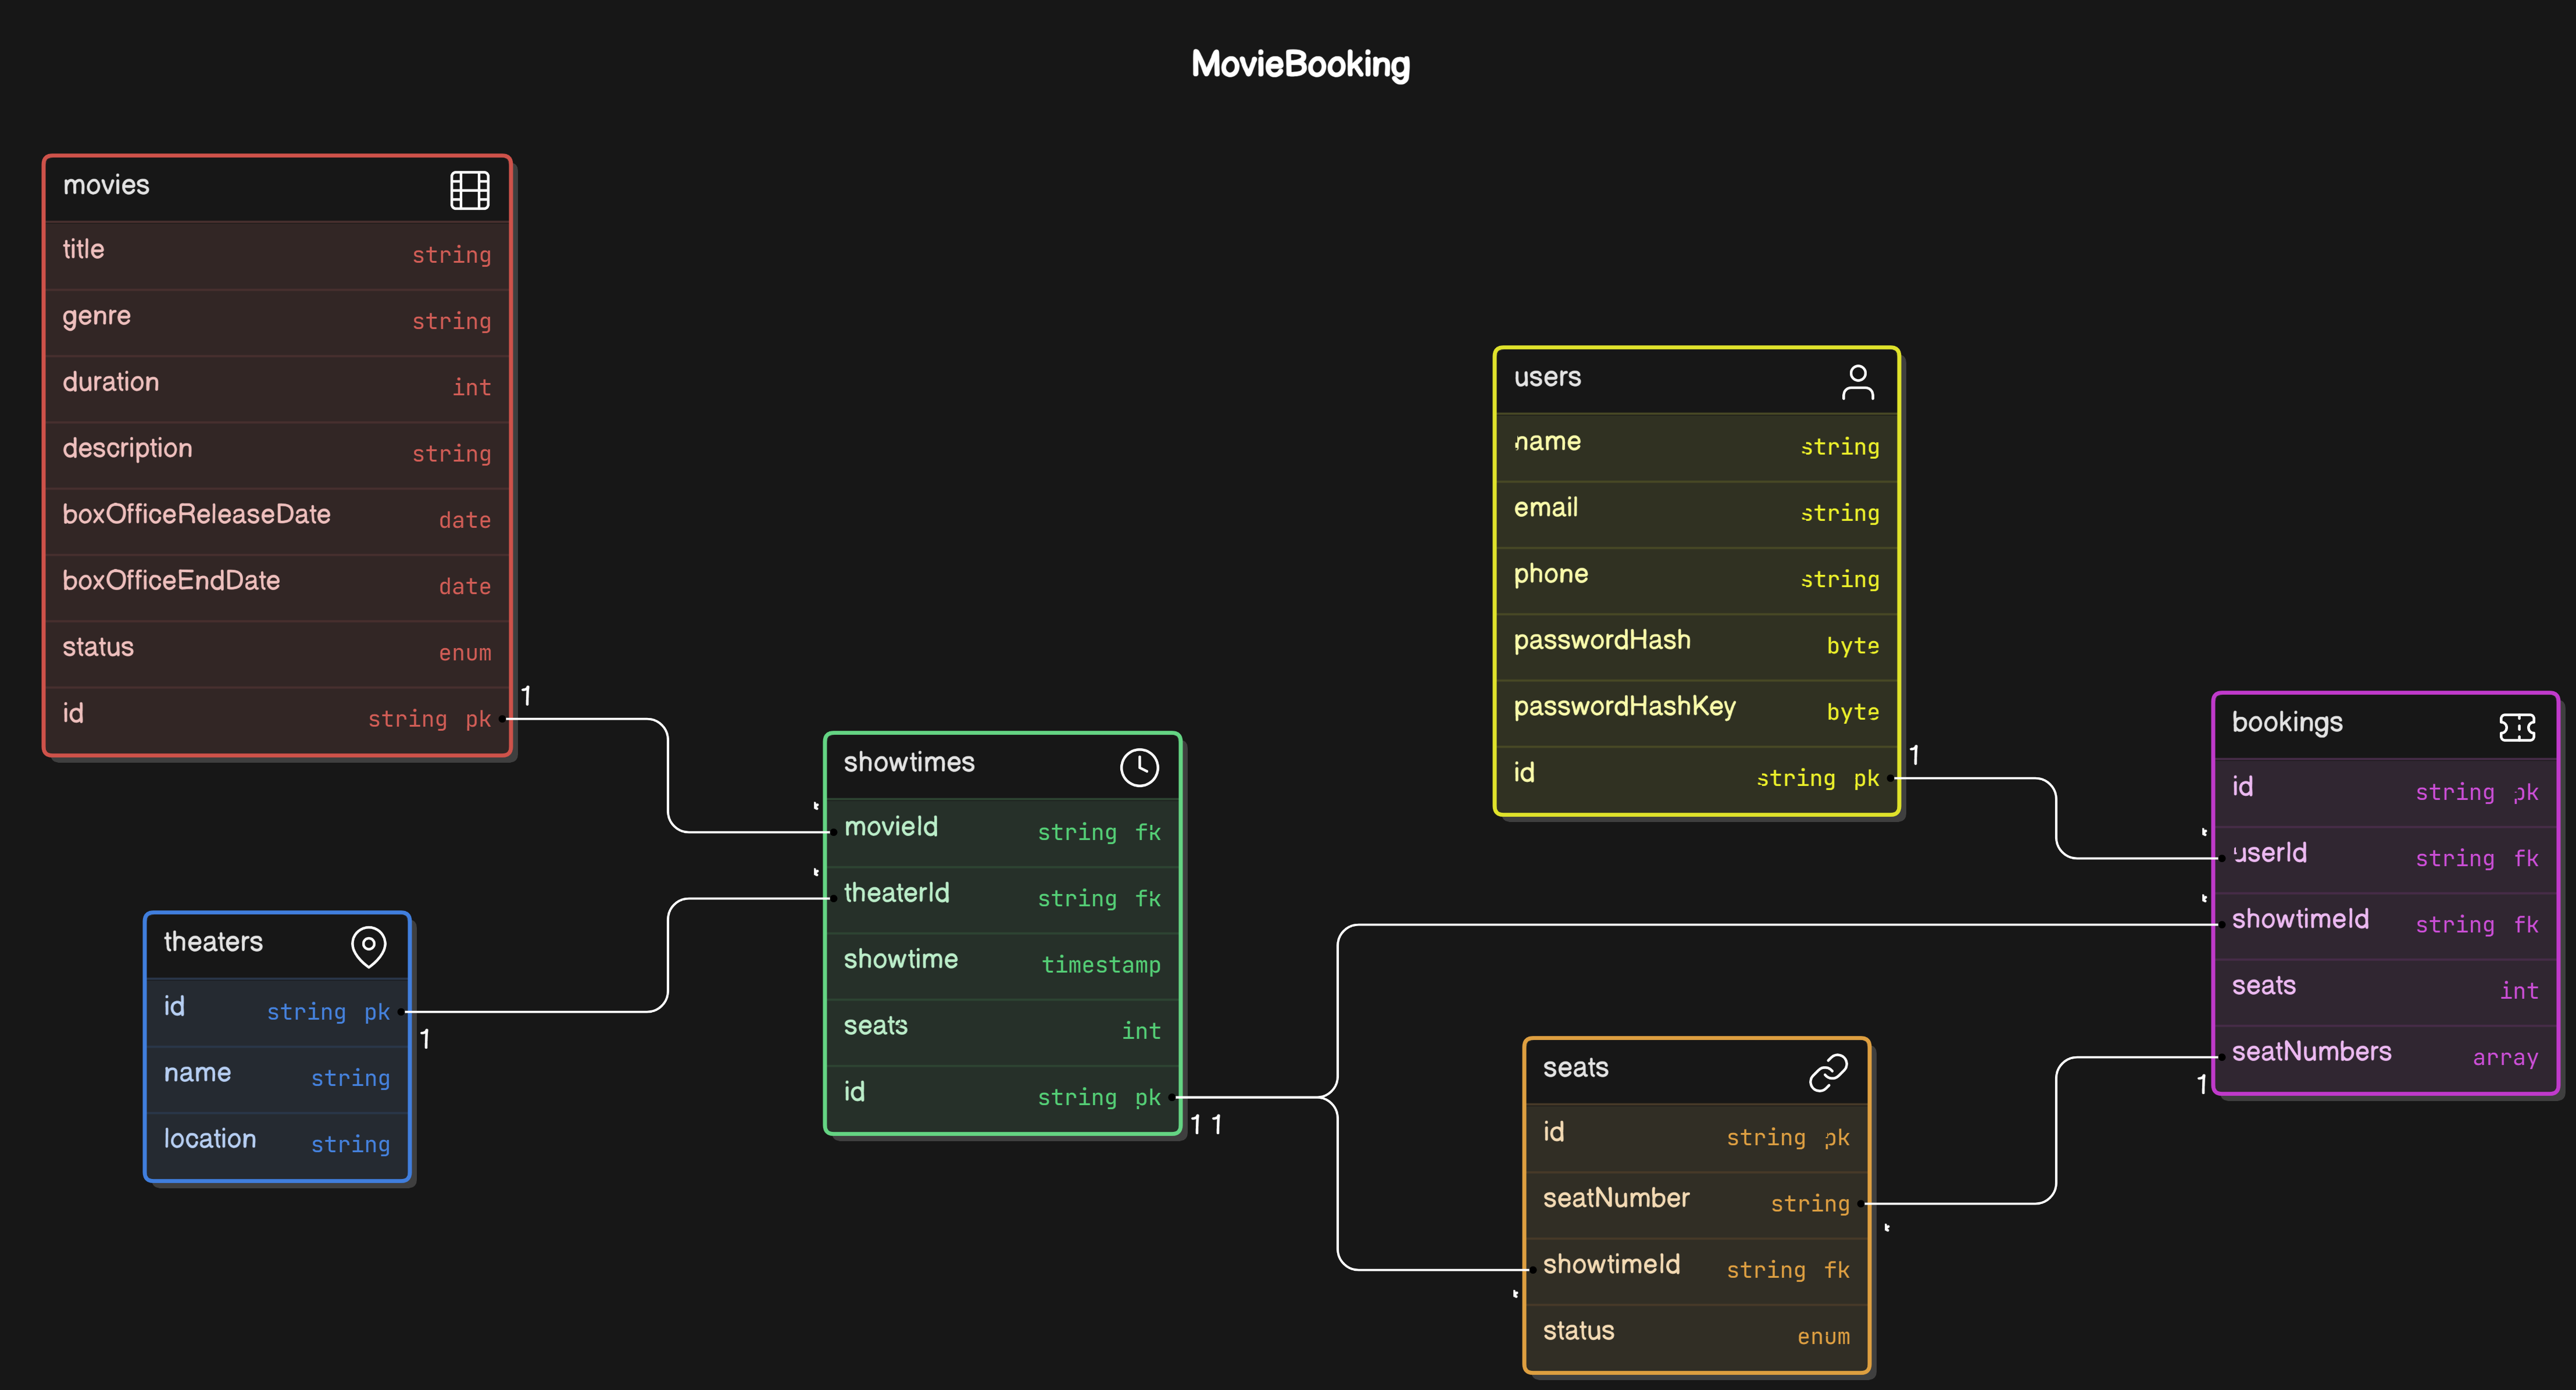 MovieBooking
movies
title string
genre string
duration int
description string
boxOfficeReleaseDate date
boxOfficeEndDate date
status enum
id string pk
1
theaters
id string pk
1
name string
location string
showtimes
*
movieId string fk
*
theaterId string fk
showtime timestamp
seats int
id string pk
1 1
users
name string
email string
phone string
passwordHash byte
passwordHashKey byte
id string pk
1
seats
id string pk
seatNumber string
*
showtimeId string fk
*
status enum
bookings
id string pk
*
userId string fk
*
showtimeId string fk
seats int
seatNumbers array
1